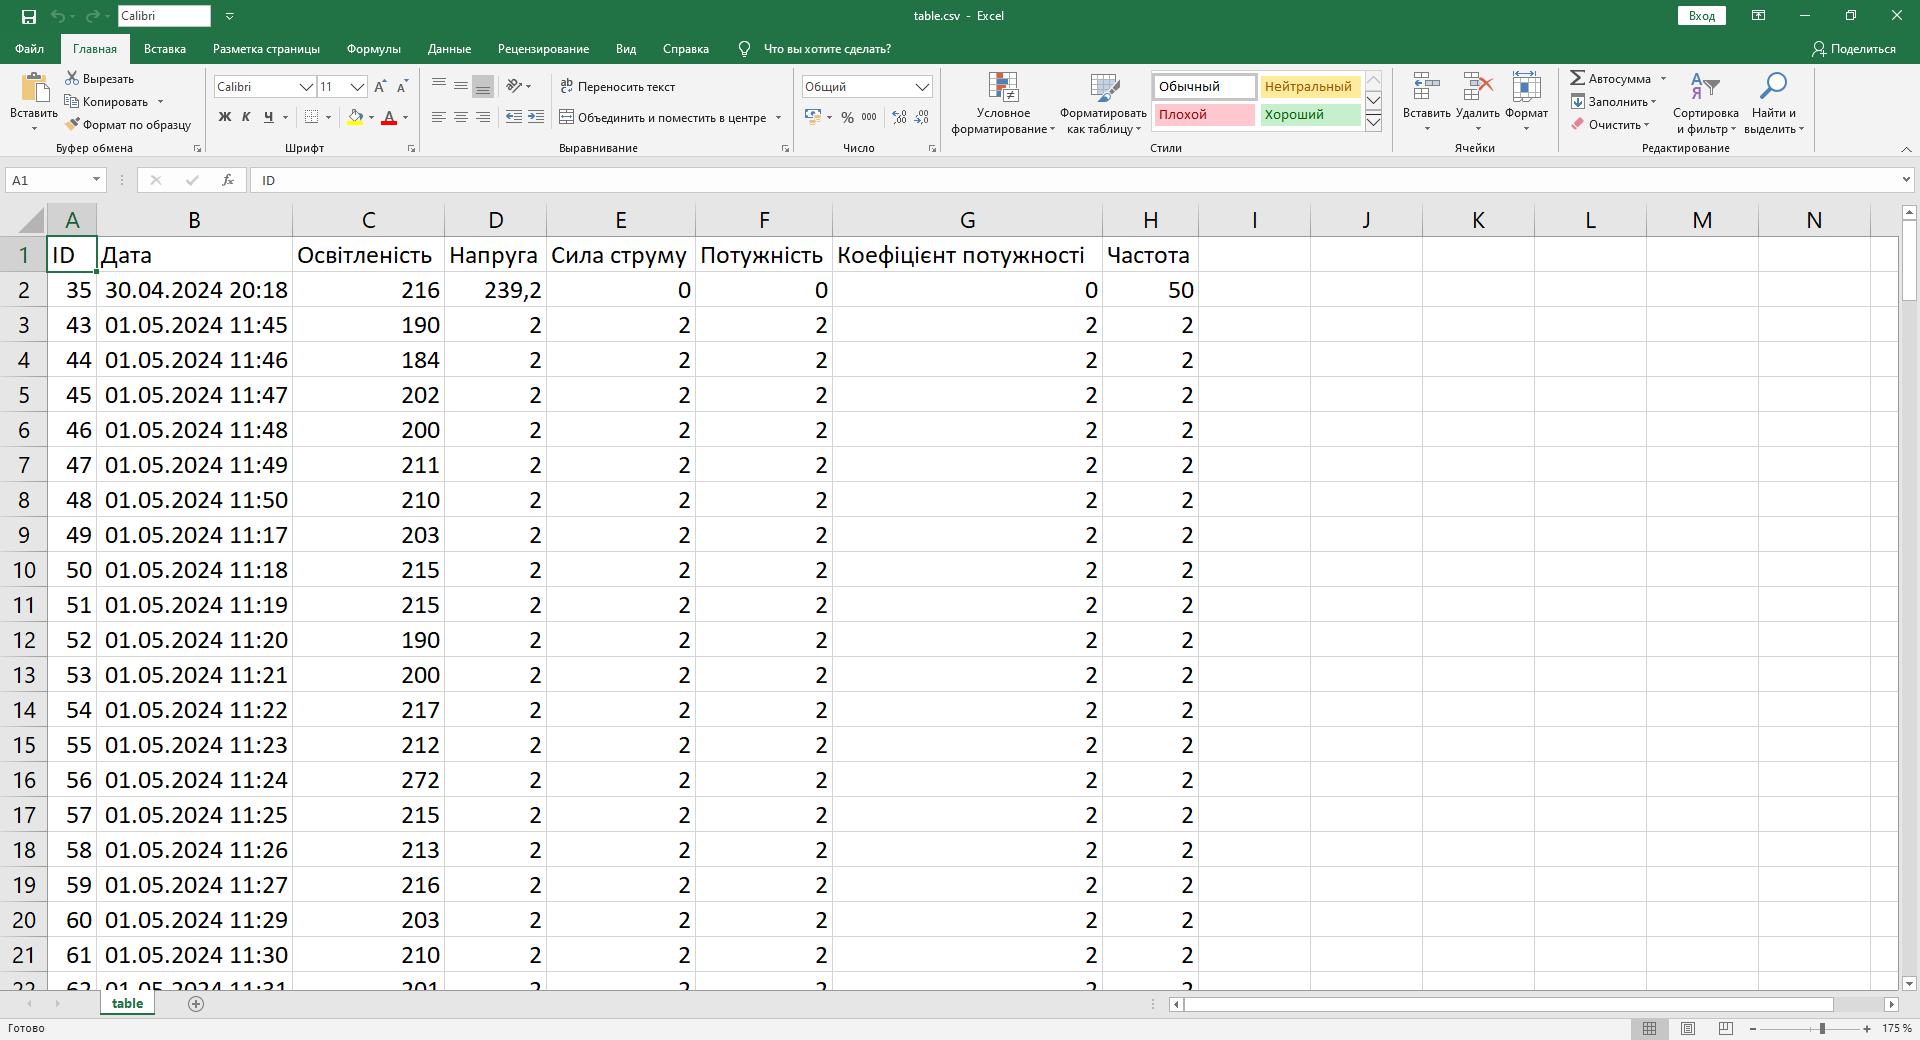 Calibri
table.csv - Excel
Вход
Файл Главная Вставка Разметка страницы Формулы Данные Рецензирование Вид Справка Что вы хотите сделать? Поделиться
Вставить
Вырезать
Копировать
Формат по образцу
Буфер обмена
Calibri 11
Ж К Ч
Шрифт
Переносить текст
Объединить и поместить в центре
Выравнивание
Общий
% 000
Число
Условное форматирование
Форматировать как таблицу
Обычный Нейтральный
Плохой Хороший
Стили
Вставить Удалить Формат
Ячейки
Автосумма
Заполнить
Очистить
Сортировка и фильтр
Найти и выделить
Редактирование
A1 fx ID
A B C D E F G H I J K L M N
1 ID Дата Освітленість Напруга Сила струму Потужність Коефіцієнт потужності Частота
2 35 30.04.2024 20:18 216 239,2 0 0 0 50
3 43 01.05.2024 11:45 190 2 2 2 2 2
4 44 01.05.2024 11:46 184 2 2 2 2 2
5 45 01.05.2024 11:47 202 2 2 2 2 2
6 46 01.05.2024 11:48 200 2 2 2 2 2
7 47 01.05.2024 11:49 211 2 2 2 2 2
8 48 01.05.2024 11:50 210 2 2 2 2 2
9 49 01.05.2024 11:17 203 2 2 2 2 2
10 50 01.05.2024 11:18 215 2 2 2 2 2
11 51 01.05.2024 11:19 215 2 2 2 2 2
12 52 01.05.2024 11:20 190 2 2 2 2 2
13 53 01.05.2024 11:21 200 2 2 2 2 2
14 54 01.05.2024 11:22 217 2 2 2 2 2
15 55 01.05.2024 11:23 212 2 2 2 2 2
16 56 01.05.2024 11:24 272 2 2 2 2 2
17 57 01.05.2024 11:25 215 2 2 2 2 2
18 58 01.05.2024 11:26 213 2 2 2 2 2
19 59 01.05.2024 11:27 216 2 2 2 2 2
20 60 01.05.2024 11:29 203 2 2 2 2 2
21 61 01.05.2024 11:30 210 2 2 2 2 2
22 62 01.05.2024 11:31 201 2 2 2 2 2
table
Готово
175 %